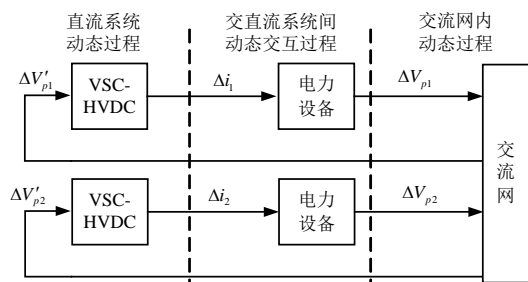 直流系统
动态过程
交直流系统间
动态交互过程
交流网内
动态过程
ΔV′p1
VSC-
HVDC
Δi1
电力
设备
ΔVp1
交流网
ΔV′p2
VSC-
HVDC
Δi2
电力
设备
ΔVp2